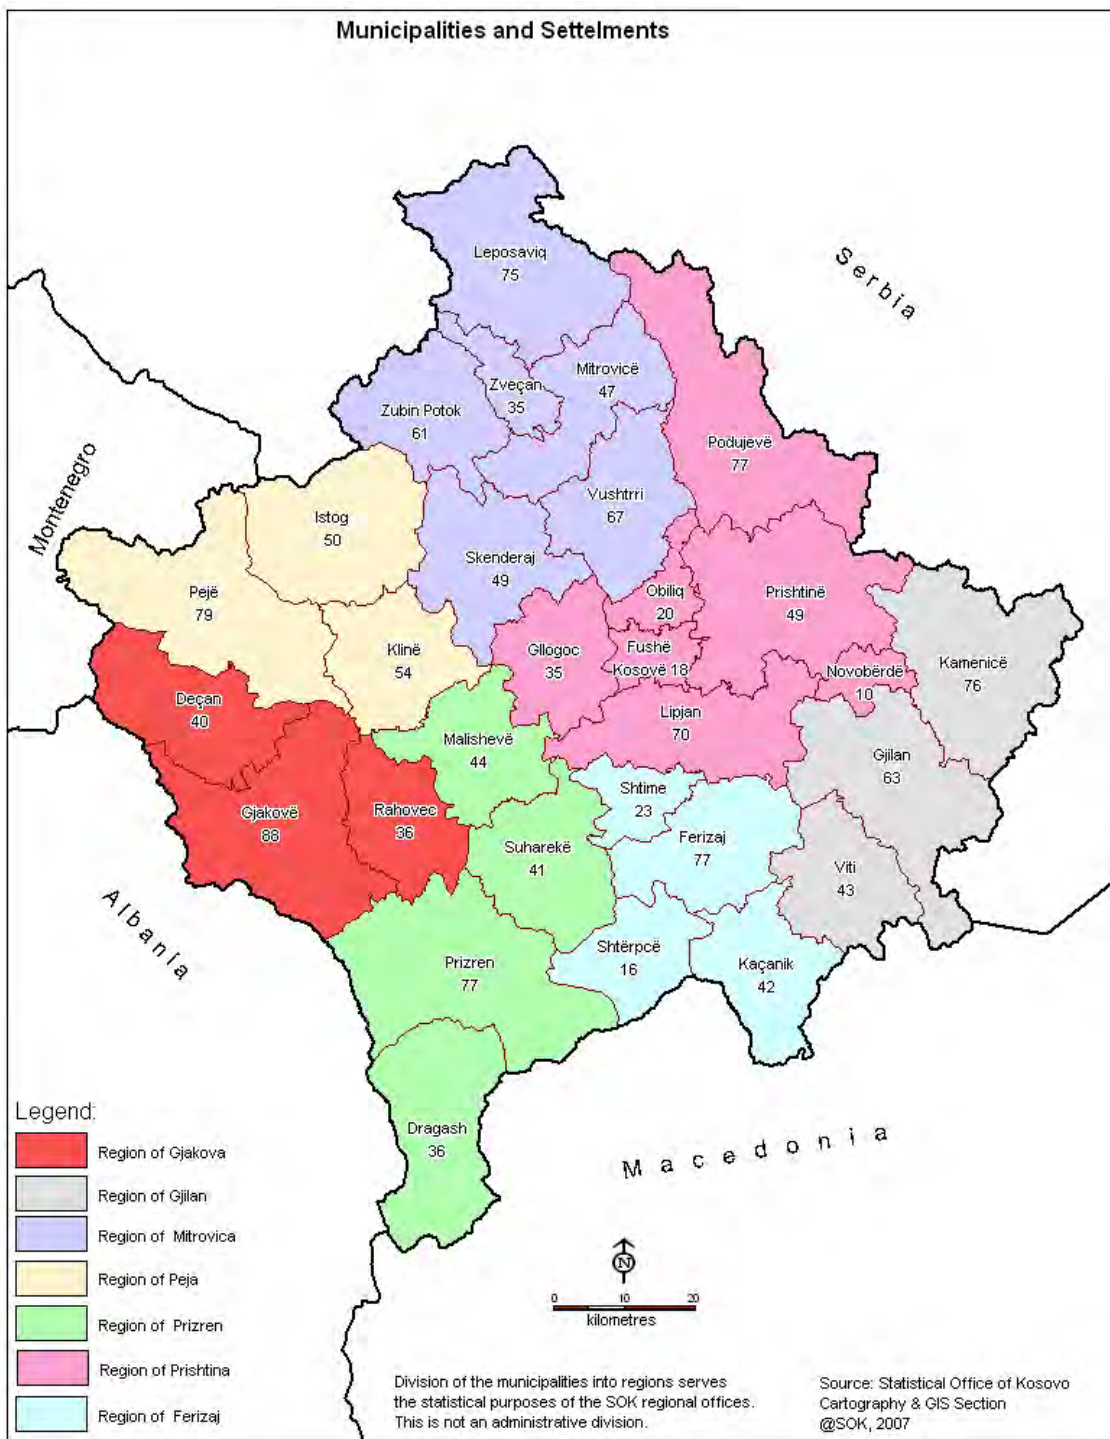 Municipalities and Settelments
Leposaviq
75
Serbia
Mitrovicë
47
Zveçan
35
Zubin Potok
61
Podujevë
77
Montenegro
Vushtrri
67
Istog
50
Skenderaj
49
Pejë
79
Obiliq
20
Prishtinë
49
Klinë
54
Gllogoc
35
Fushë
Kosovë 18
Novobërdë
10
Kamenicë
76
Deçan
40
Lipjan
70
Malishevë
44
Gjilan
63
Shtime
23
Gjakovë
88
Rahovec
36
Ferizaj
77
Suharekë
41
Viti
43
Albania
Shtërpcë
16
Prizren
77
Kaçanik
42
Dragash
36
Macedonia
Legend:
Region of Gjakova
Region of Gjilan
Region of Mitrovica
Region of Peja
Region of Prizren
Region of Prishtina
Region of Ferizaj
N
0 10 20
kilometres
Division of the municipalities into regions serves
the statistical purposes of the SOK regional offices.
This is not an administrative division.
Source: Statistical Office of Kosovo
Cartography & GIS Section
@SOK, 2007